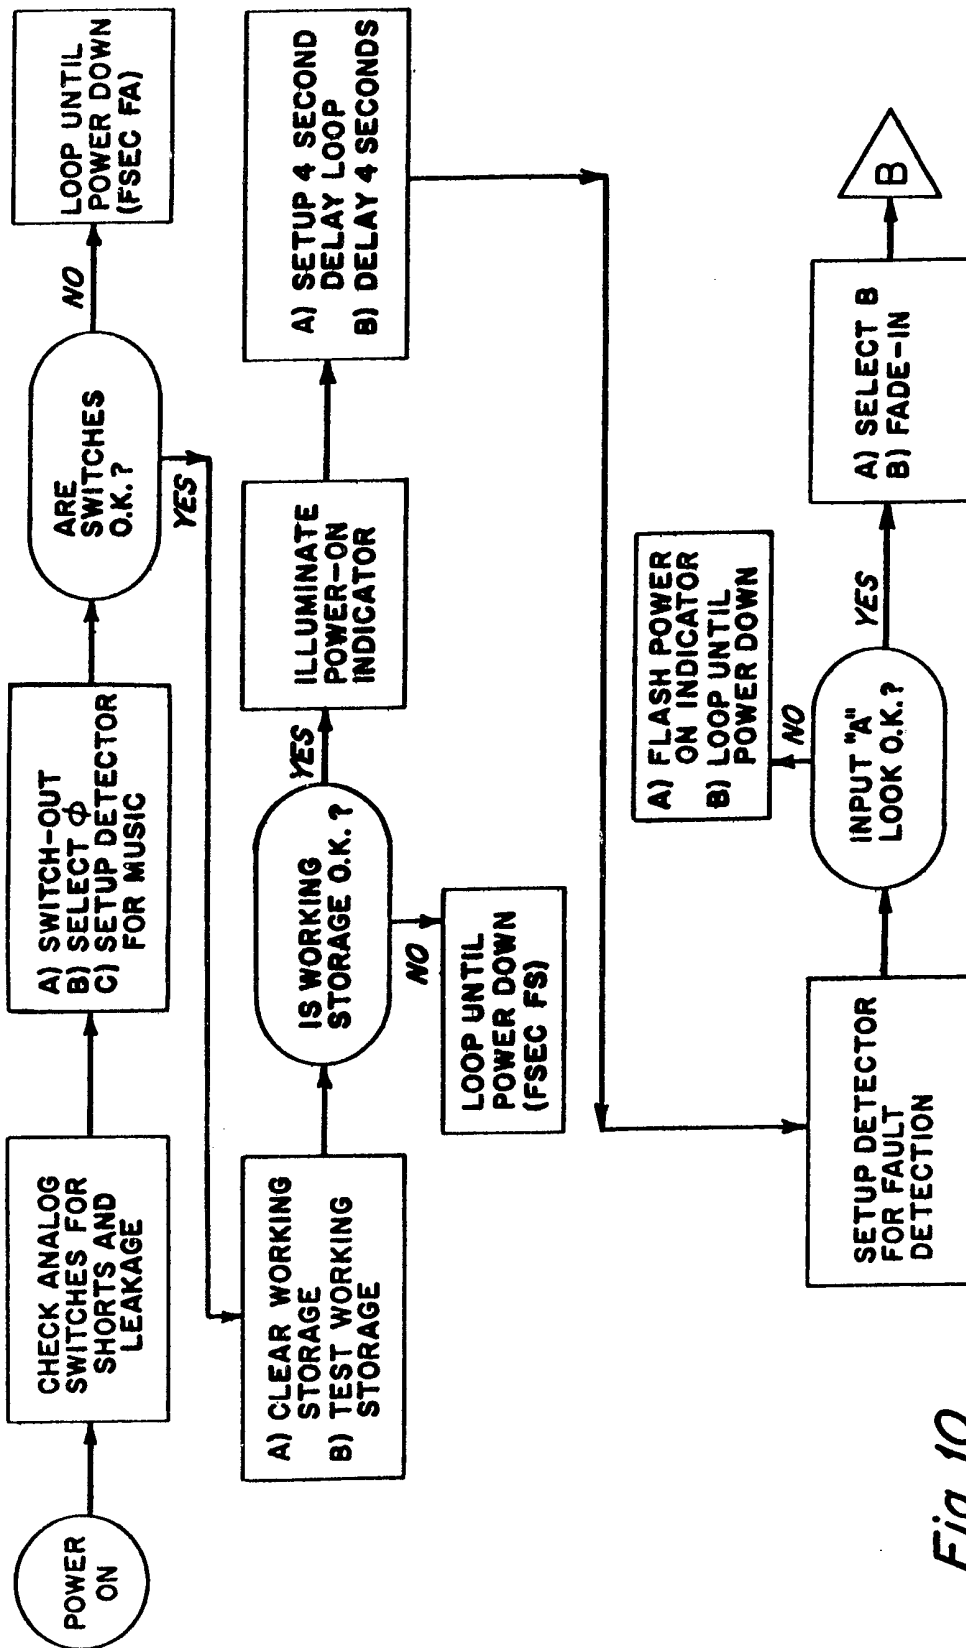 POWER
ON
CHECK ANALOG
SWITCHES FOR
SHORTS AND
LEAKAGE
A) SWITCH-OUT
B) SELECT ϕ
C) SETUP DETECTOR
FOR MUSIC
ARE
SWITCHES
O.K.?
NO
LOOP UNTIL
POWER DOWN
(FSEC FA)
YES
A) CLEAR WORKING
STORAGE
B) TEST WORKING
STORAGE
IS WORKING
STORAGE O.K.?
YES
NO
LOOP UNTIL
POWER DOWN
(FSEC FS)
ILLUMINATE
POWER-ON
INDICATOR
A) SETUP 4 SECOND
DELAY LOOP
B) DELAY 4 SECONDS
SETUP DETECTOR
FOR FAULT
DETECTION
INPUT "A"
LOOK O.K.?
NO
A) FLASH POWER
ON INDICATOR
B) LOOP UNTIL
POWER DOWN
YES
A) SELECT B
B) FADE-IN
B
Fig. 10